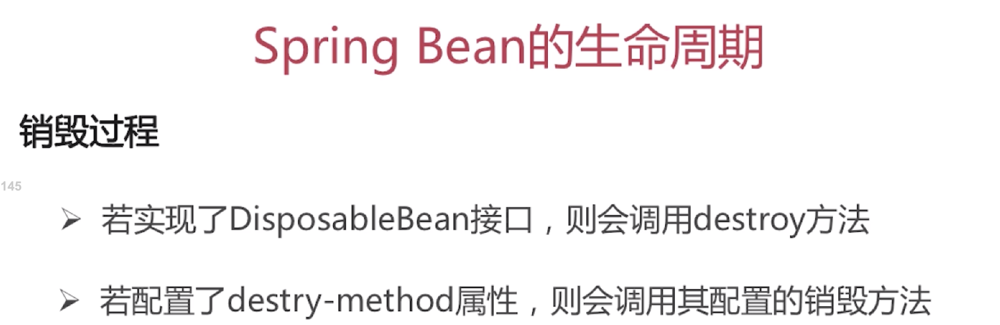 Spring Bean的生命周期
销毁过程
145
若实现了DisposableBean接口，则会调用destroy方法
若配置了destry-method属性，则会调用其配置的销毁方法